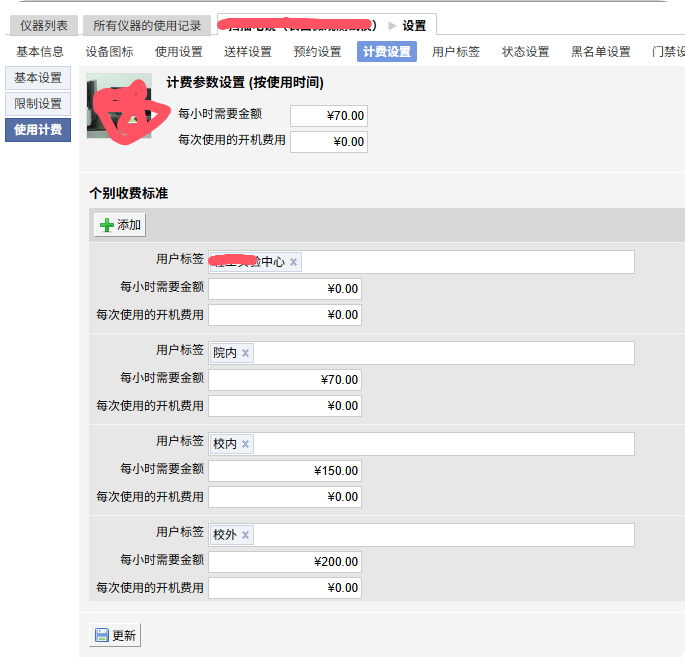 仪器列表 所有仪器的使用记录 ▶ 设置
基本信息 设备图标 使用设置 送样设置 预约设置 计费设置 用户标签 状态设置 黑名单设置 门禁设
基本设置
限制设置
使用计费
计费参数设置 (按使用时间)
每小时需要金额 ¥70.00
每次使用的开机费用 ¥0.00
个别收费标准
添加
用户标签 验中心 ×
每小时需要金额 ¥0.00
每次使用的开机费用 ¥0.00
用户标签 院内 ×
每小时需要金额 ¥70.00
每次使用的开机费用 ¥0.00
用户标签 校内 ×
每小时需要金额 ¥150.00
每次使用的开机费用 ¥0.00
用户标签 校外 ×
每小时需要金额 ¥200.00
每次使用的开机费用 ¥0.00
更新